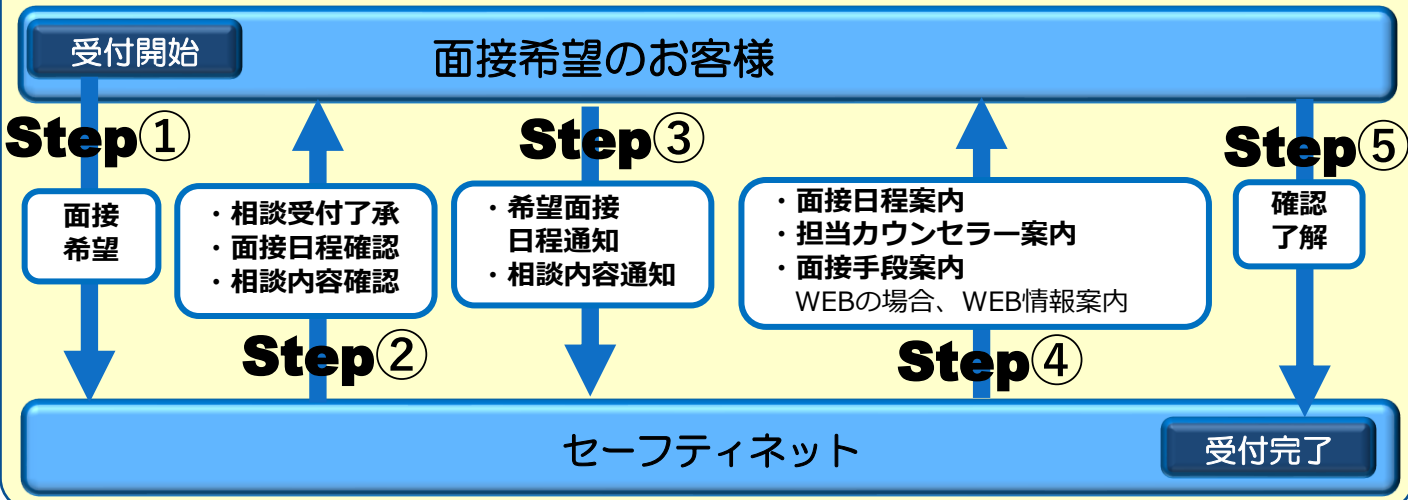 受付開始
面接希望のお客様
Step①
面接
希望
Step②
・相談受付了承
・面接日程確認
・相談内容確認
Step③
・希望面接
日程通知
・相談内容通知
Step④
・面接日程案内
・担当カウンセラー案内
・面接手段案内
WEBの場合、WEB情報案内
Step⑤
確認
了解
セーフティネット
受付完了